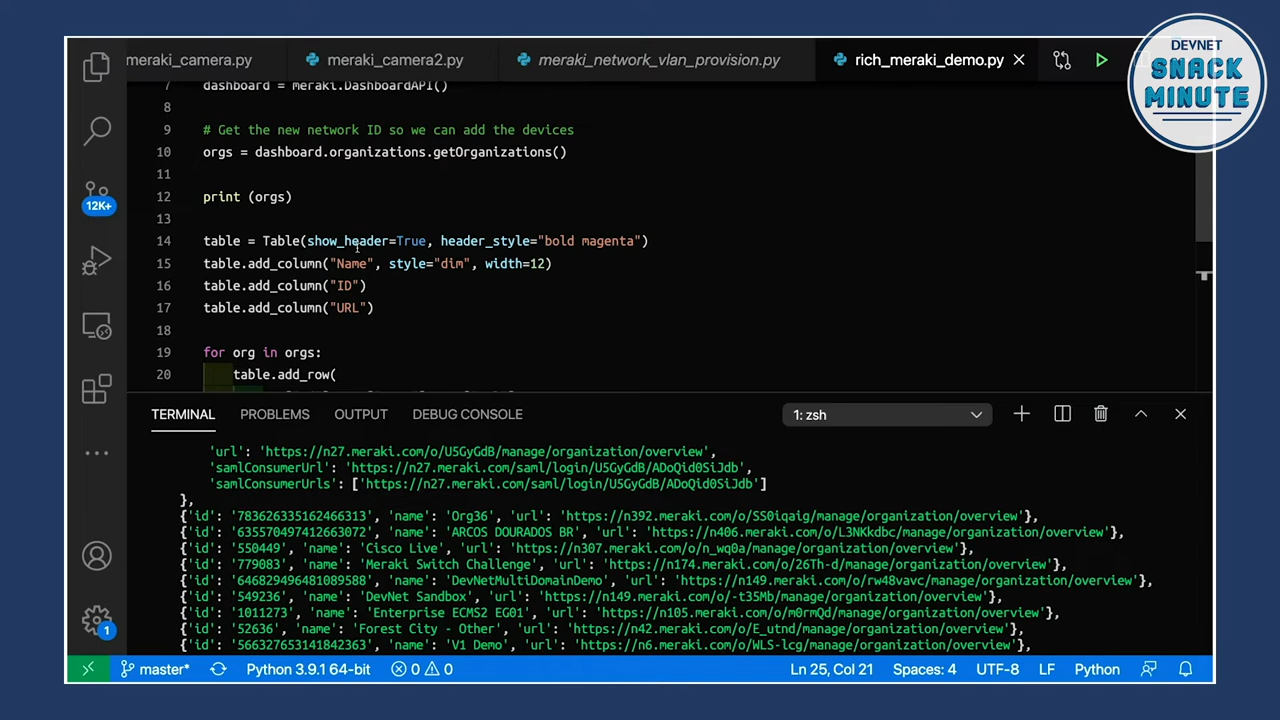 DEVNET
SNACK
MINUTE
meraki_camera.py
meraki_camera2.py
meraki_network_vlan_provision.py
rich_meraki_demo.py
7 dashboard = meraki.DashboardAPI()
8
9 # Get the new network ID so we can add the devices
10 orgs = dashboard.organizations.getOrganizations()
11
12 print (orgs)
13
14 table = Table(show_header=True, header_style="bold magenta")
15 table.add_column("Name", style="dim", width=12)
16 table.add_column("ID")
17 table.add_column("URL")
18
19 for org in orgs:
20 table.add_row(
12K+
TERMINAL PROBLEMS OUTPUT DEBUG CONSOLE 1: zsh
'url': 'https://n27.meraki.com/o/U5GyGdB/manage/organization/overview',
'samlConsumerUrl': 'https://n27.meraki.com/saml/login/U5GyGdB/ADoQid0SiJdb',
'samlConsumerUrls': ['https://n27.meraki.com/saml/login/U5GyGdB/ADoQid0SiJdb']
},
{'id': '783626335162466313', 'name': 'Org36', 'url': 'https://n392.meraki.com/o/SS0iqaig/manage/organization/overview'},
{'id': '635570497412663072', 'name': 'ARCOS DOURADOS BR', 'url': 'https://n406.meraki.com/o/L3NKkdbc/manage/organization/overview'},
{'id': '550449', 'name': 'Cisco Live', 'url': 'https://n307.meraki.com/o/n_wq0a/manage/organization/overview'},
{'id': '779083', 'name': 'Meraki Switch Challenge', 'url': 'https://n174.meraki.com/o/26Th-d/manage/organization/overview'},
{'id': '646829496481089588', 'name': 'DevNetMultiDomainDemo', 'url': 'https://n149.meraki.com/o/rw48vavc/manage/organization/overview'},
{'id': '549236', 'name': 'DevNet Sandbox', 'url': 'https://n149.meraki.com/o/-t35Mb/manage/organization/overview'},
{'id': '1011273', 'name': 'Enterprise ECMS2 EG01', 'url': 'https://n105.meraki.com/o/m0rmQd/manage/organization/overview'},
{'id': '52636', 'name': 'Forest City - Other', 'url': 'https://n42.meraki.com/o/E_utnd/manage/organization/overview'},
{'id': '566327653141842363', 'name': 'V1 Demo', 'url': 'https://n6.meraki.com/o/WLS-lcg/manage/organization/overview'},
1
master* Python 3.9.1 64-bit 0 0 Ln 25, Col 21 Spaces: 4 UTF-8 LF Python